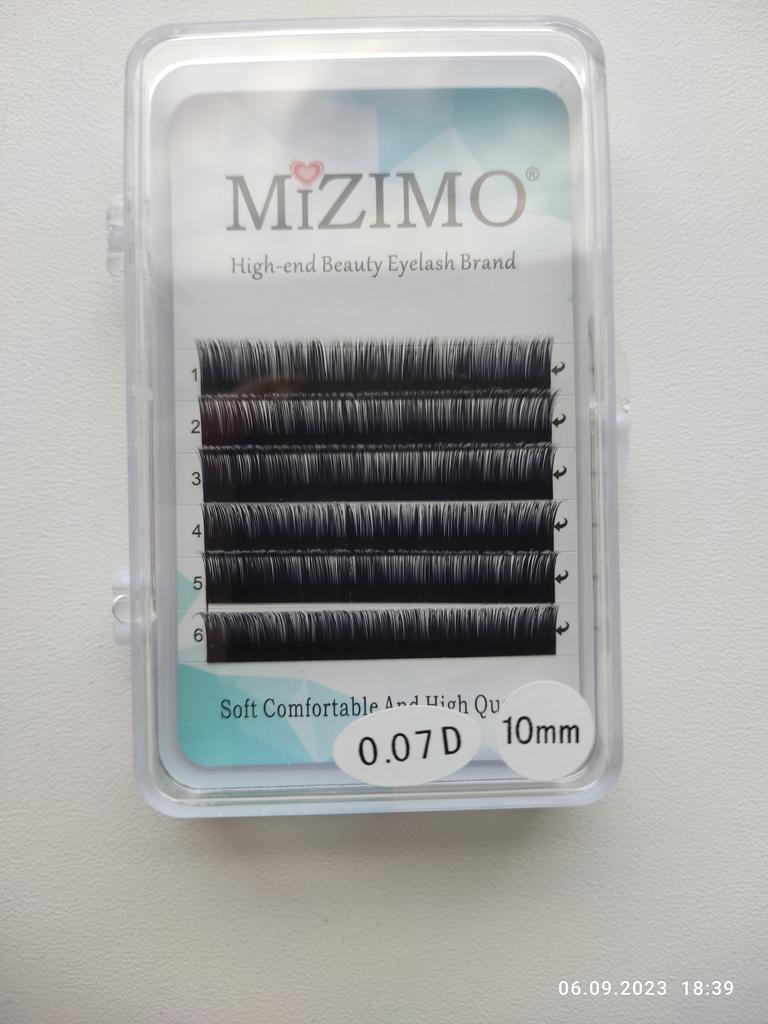 MiZIMO®
High-end Beauty Eyelash Brand
1
2
3
4
5
6
Soft Comfortable And High
0.07D
10mm
06.09.2023 18:39